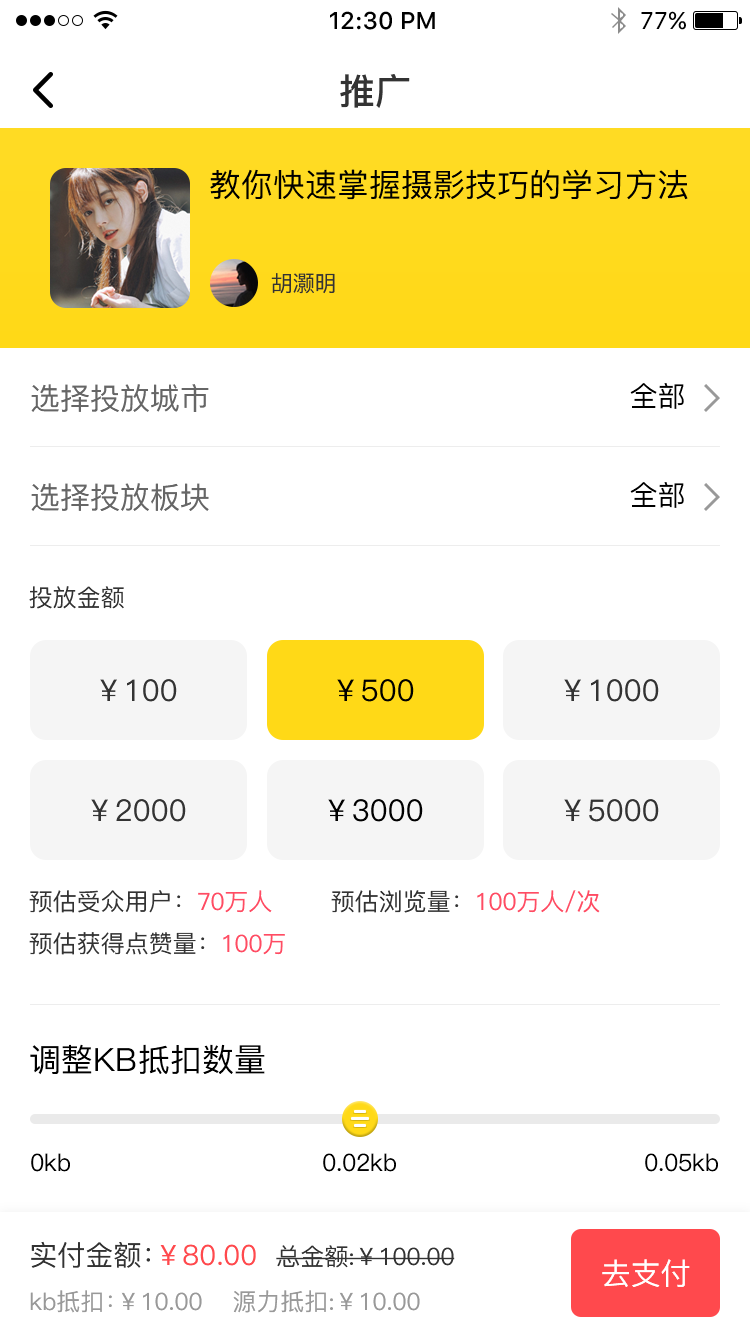 12:30 PM
77%
推广
教你快速掌握摄影技巧的学习方法
胡灏明
选择投放城市 全部
选择投放板块 全部
投放金额
¥100 ¥500 ¥1000
¥2000 ¥3000 ¥5000
预估受众用户：70万人 预估浏览量：100万人/次
预估获得点赞量：100万
调整KB抵扣数量
0kb 0.02kb 0.05kb
实付金额:¥80.00 总金额:¥100.00
kb抵扣:¥10.00 源力抵扣:¥10.00
去支付